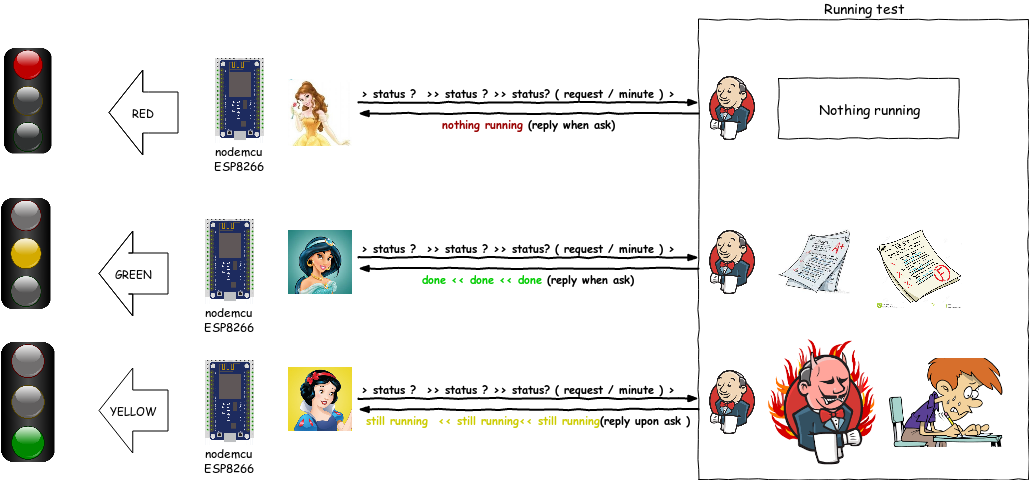 Running test
> status ? >> status ? >> status? ( request / minute ) >
RED
Nothing running
nothing running (reply when ask)
nodemcu
ESP8266
> status ? >> status ? >> status? ( request / minute ) >
GREEN
done << done << done (reply when ask)
nodemcu
ESP8266
> status ? >> status ? >> status? ( request / minute ) >
YELLOW
still running << still running<< still running(reply upon ask )
nodemcu
ESP8266
A+